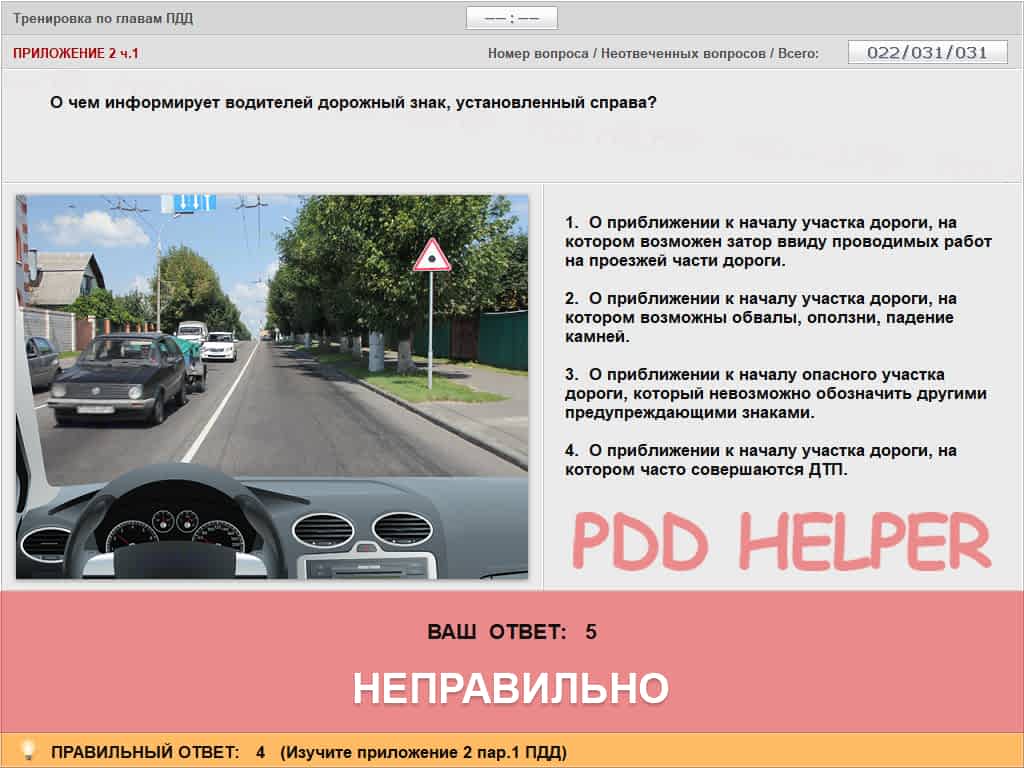 Тренировка по главам ПДД
—— : ——
ПРИЛОЖЕНИЕ 2 ч.1
Номер вопроса / Неотвеченных вопросов / Всего: 022/031/031
О чем информирует водителей дорожный знак, установленный справа?
1. О приближении к началу участка дороги, на
котором возможен затор ввиду проводимых работ
на проезжей части дороги.
2. О приближении к началу участка дороги, на
котором возможны обвалы, оползни, падение
камней.
3. О приближении к началу опасного участка
дороги, который невозможно обозначить другими
предупреждающими знаками.
4. О приближении к началу участка дороги, на
котором часто совершаются ДТП.
PDD HELPER
ВАШ ОТВЕТ: 5
НЕПРАВИЛЬНО
ПРАВИЛЬНЫЙ ОТВЕТ: 4 (Изучите приложение 2 пар.1 ПДД)